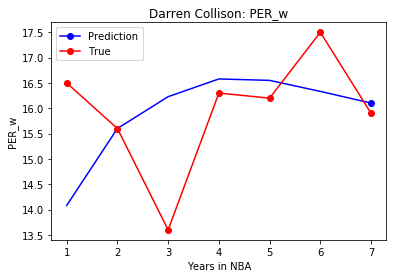 Darren Collison: PER_w
Prediction
True
17.5
17.0
16.5
16.0
15.5
15.0
14.5
14.0
13.5
PER_w
1 2 3 4 5 6 7
Years in NBA